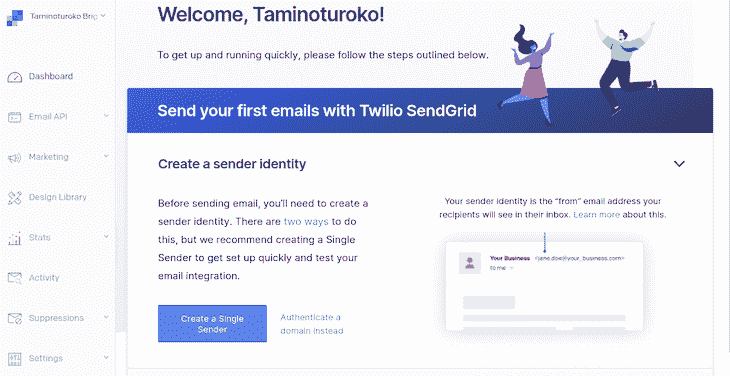 Taminoturoko Brig
Dashboard
Email API
Marketing
Design Library
Stats
Activity
Suppressions
Settings
Welcome, Taminoturoko!
To get up and running quickly, please follow the steps outlined below.
Send your first emails with Twilio SendGrid
Create a sender identity
Before sending email, you'll need to create a
sender identity. There are two ways to do
this, but we recommend creating a Single
Sender to get set up quickly and test your
email integration.
Create a Single
Sender
Authenticate a
domain instead
Your sender identity is the “from” email address your
recipients will see in their inbox. Learn more about this.
Your Business <jane.doe@your_business.com>
to me